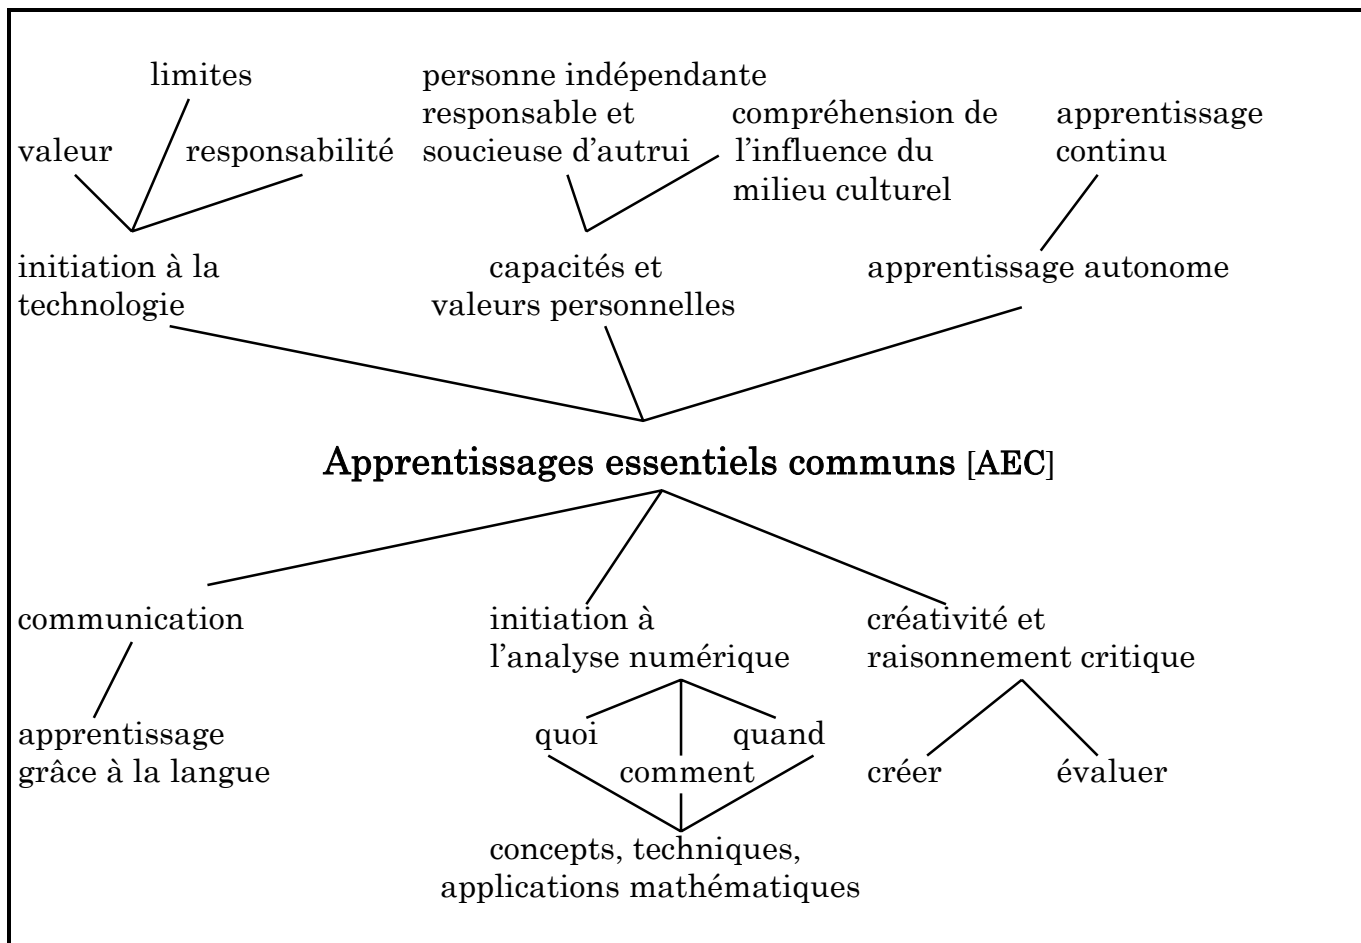 limites
valeur
responsabilité
personne indépendante
responsable et
soucieuse d'autrui
compréhension de
l'influence du
milieu culturel
apprentissage
continu
initiation à la
technologie
capacités et
valeurs personnelles
apprentissage autonome
Apprentissages essentiels communs [AEC]
communication
initiation à
l'analyse numérique
créativité et
raisonnement critique
apprentissage
grâce à la langue
quoi
quand
comment
créer
évaluer
concepts, techniques,
applications mathématiques